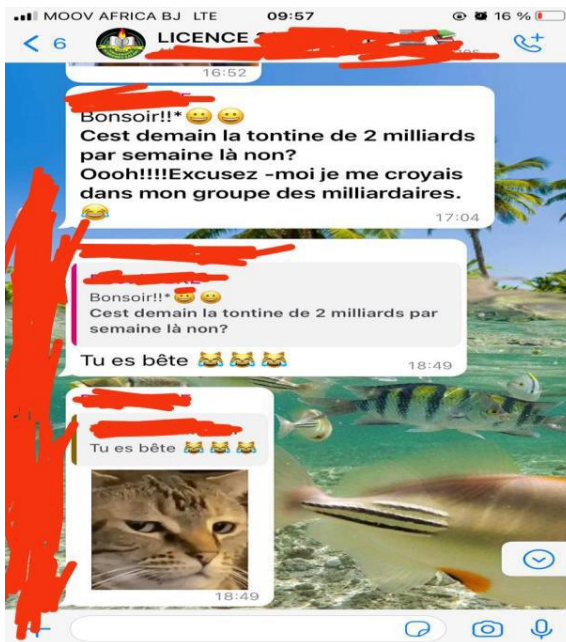 MOOV AFRICA BJ LTE 09:57 16 %
6 LICENCE
16:52
Bonsoir!!*😀 😀
Cest demain la tontine de 2 milliards
par semaine là non?
Oooh!!!!Excusez -moi je me croyais
dans mon groupe des milliardaires.
😂
17:04
Bonsoir!!*😀 😀
Cest demain la tontine de 2 milliards par
semaine là non?
Tu es bête 😹 😹 😹
18:49
Tu es bête 😹 😹 😹
18:49